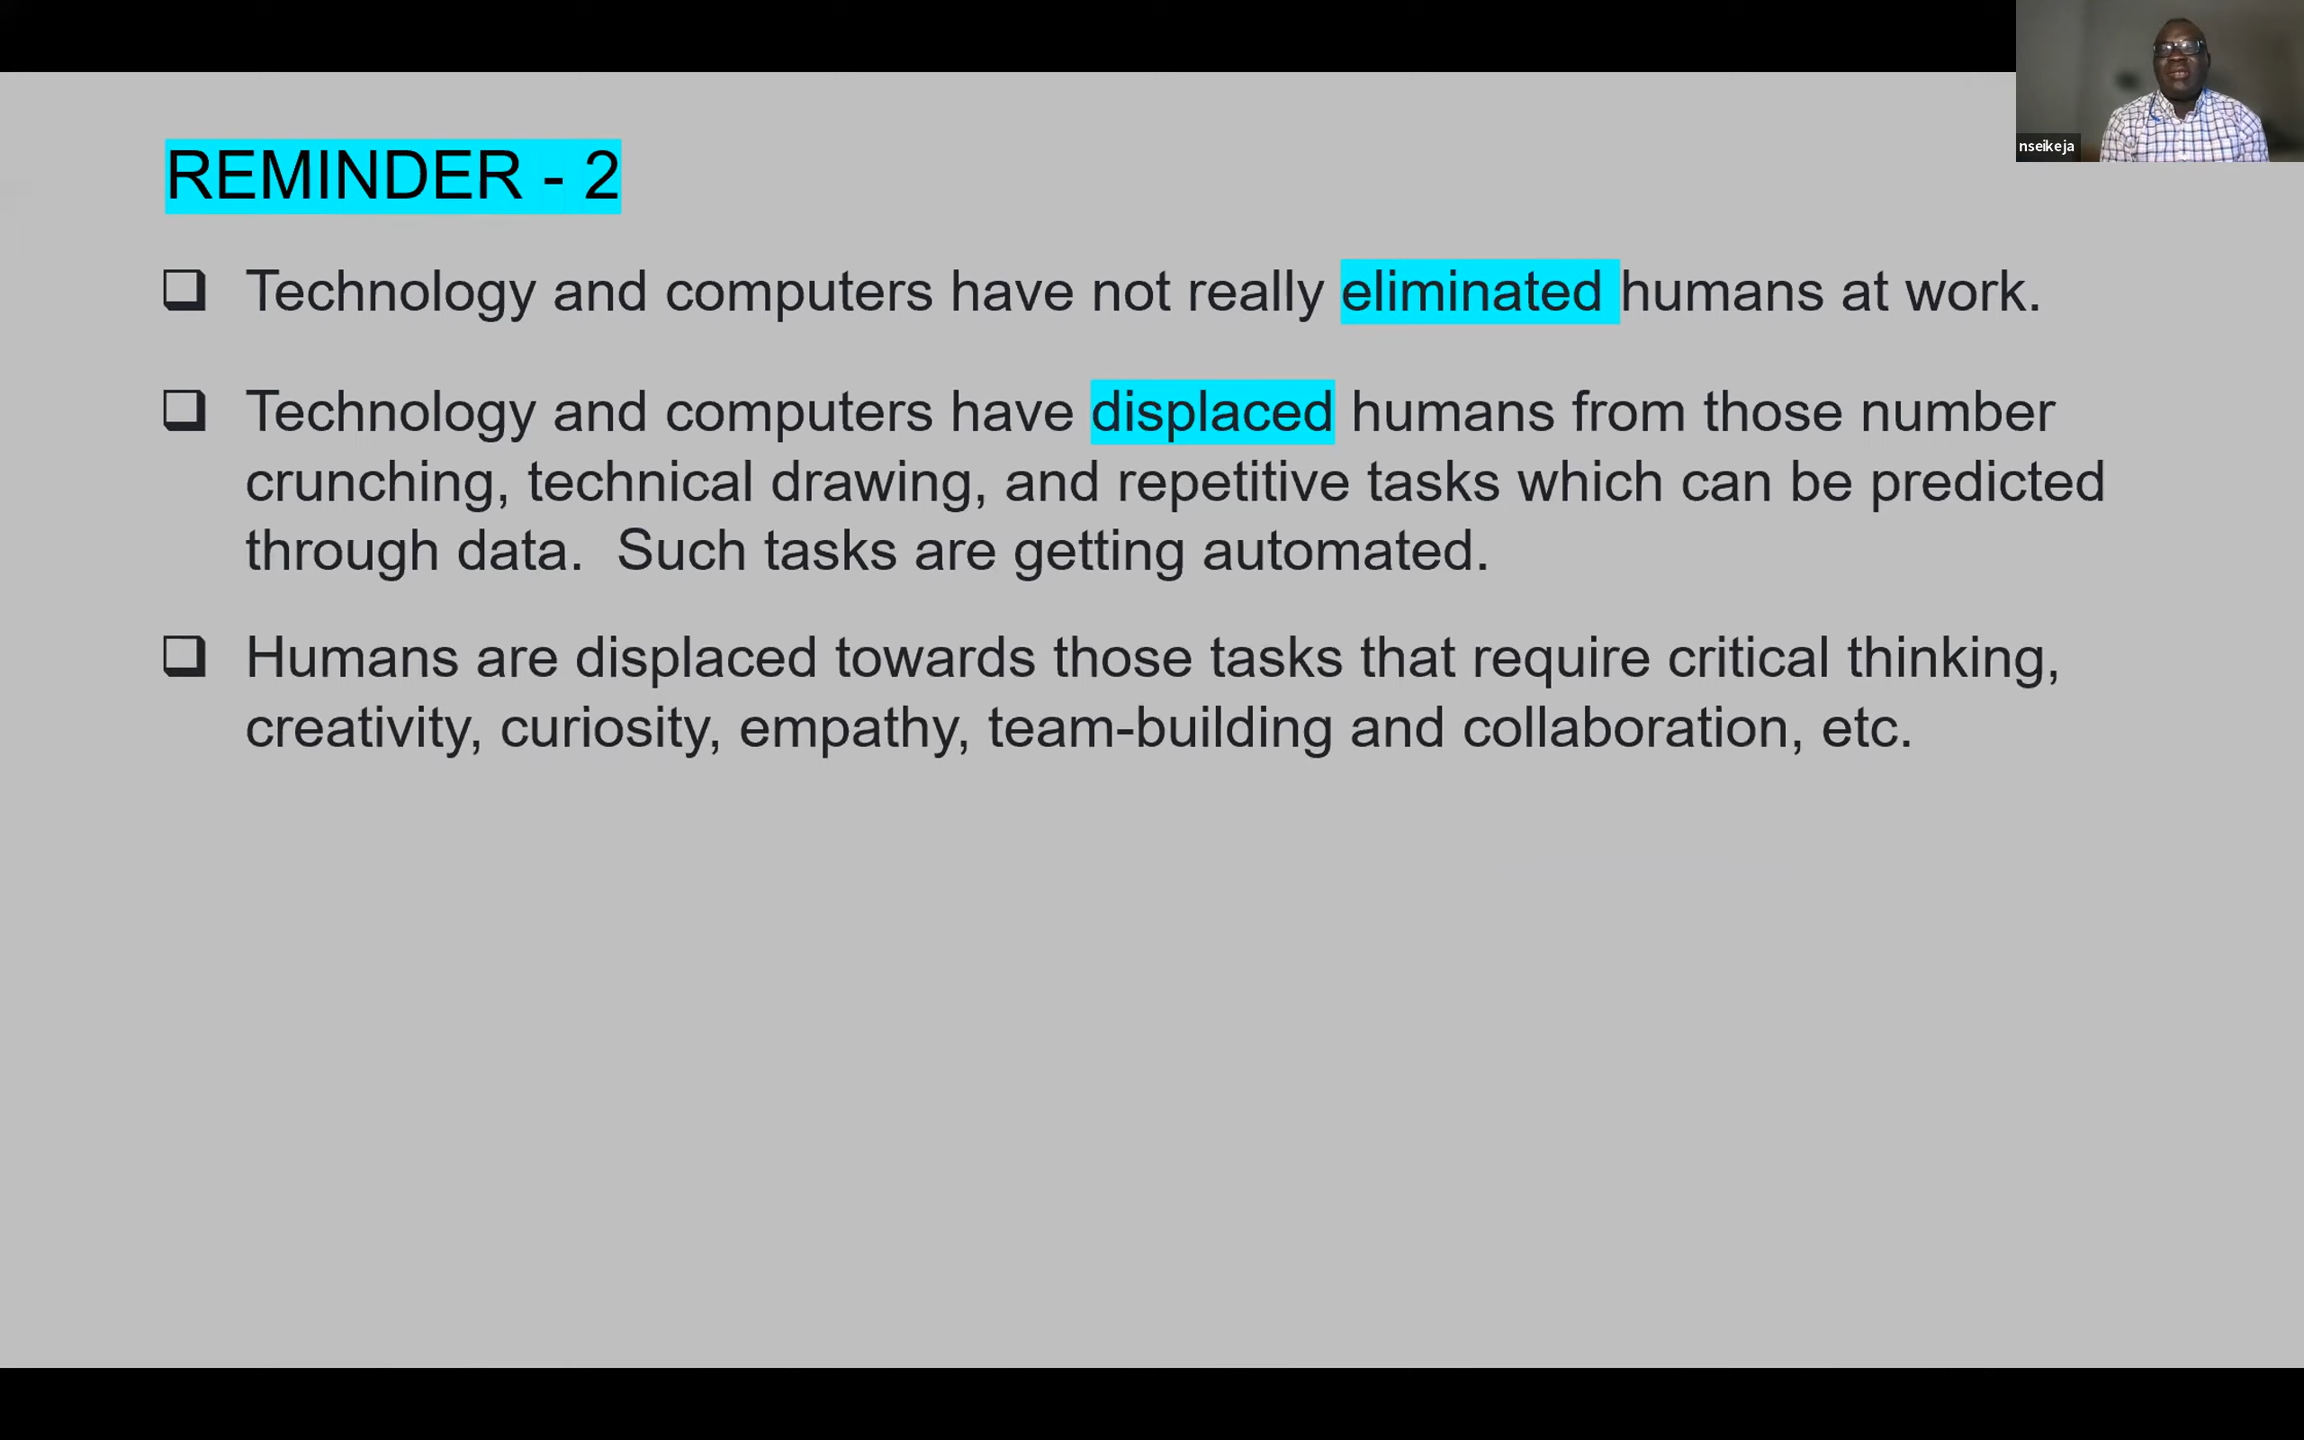 nseikeja
REMINDER - 2
❑ Technology and computers have not really eliminated humans at work.
❑ Technology and computers have displaced humans from those number
crunching, technical drawing, and repetitive tasks which can be predicted
through data.  Such tasks are getting automated.
❑ Humans are displaced towards those tasks that require critical thinking,
creativity, curiosity, empathy, team-building and collaboration, etc.